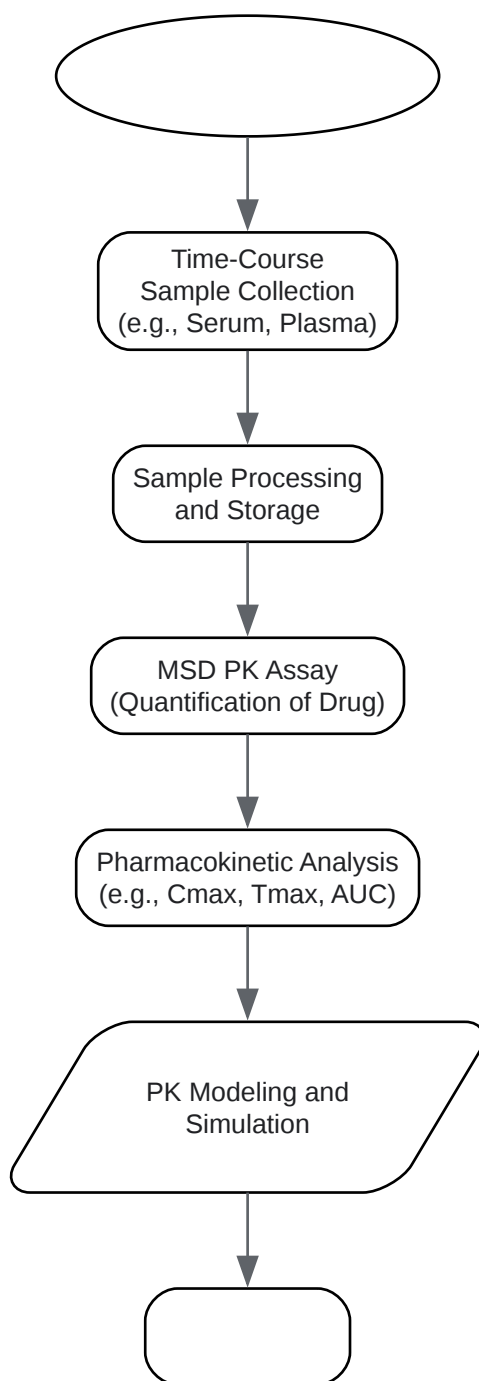 Time-Course
Sample Collection
(e.g., Serum, Plasma)
Sample Processing
and Storage
MSD PK Assay
(Quantification of Drug)
Pharmacokinetic Analysis
(e.g., Cmax, Tmax, AUC)
PK Modeling and
Simulation